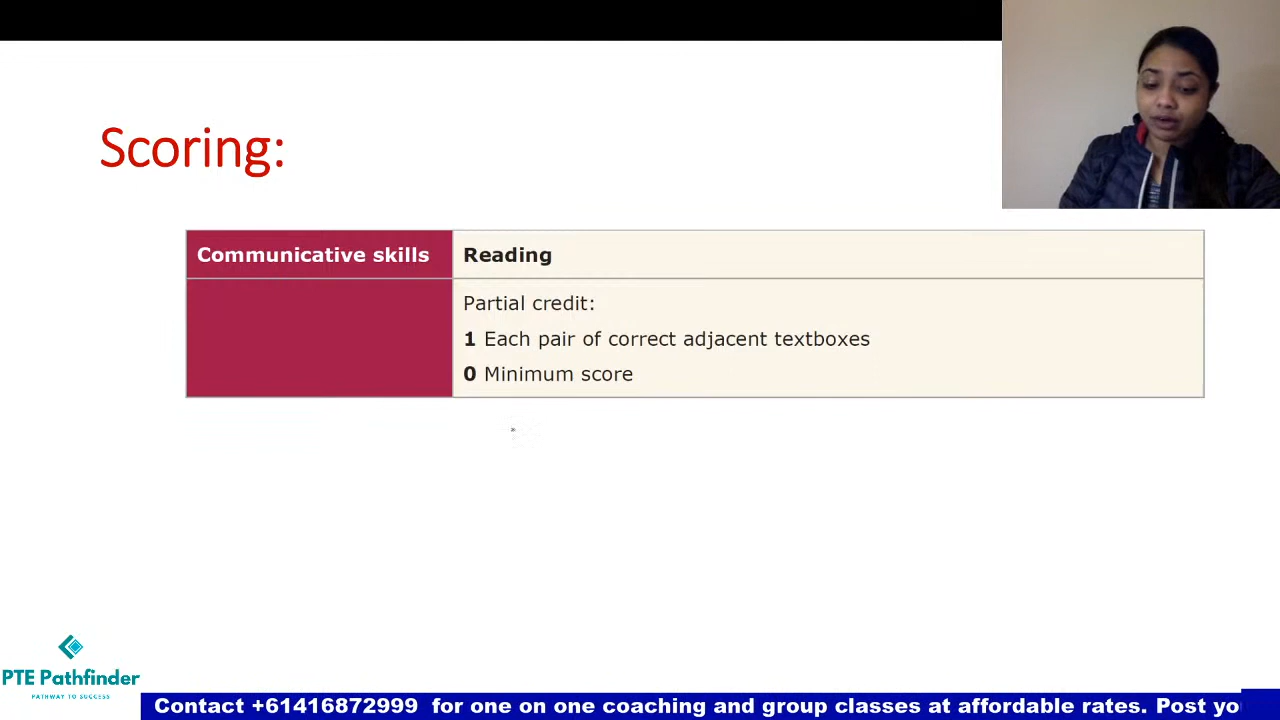 Scoring:
Communicative skills
Reading
Partial credit:
1 Each pair of correct adjacent textboxes
0 Minimum score
PTE Pathfinder
PATHWAY TO SUCCESS
Contact +61416872999 for one on one coaching and group classes at affordable rates. Post yo